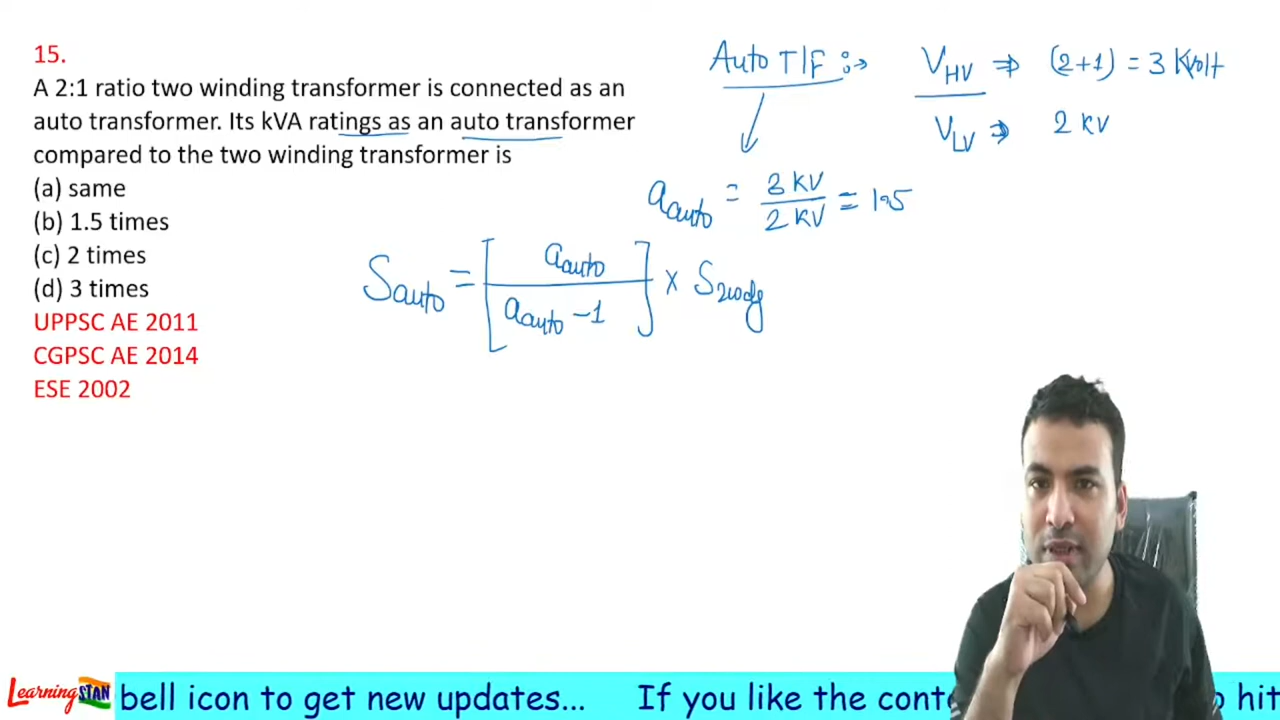 15.
A 2:1 ratio two winding transformer is connected as an
auto transformer. Its kVA ratings as an auto transformer
compared to the two winding transformer is
(a) same
(b) 1.5 times
(c) 2 times
(d) 3 times
UPPSC AE 2011
CGPSC AE 2014
ESE 2002
Auto T/F :→ V_HV ⇒ (2+1) = 3 Kvolt
V_LV ⇒ 2 KV
a_auto = 3 KV / 2 KV = 1.5
S_auto = [a_auto / a_auto - 1] × S_2wdg
Learning STAN
bell icon to get new updates... If you like the conte
hit